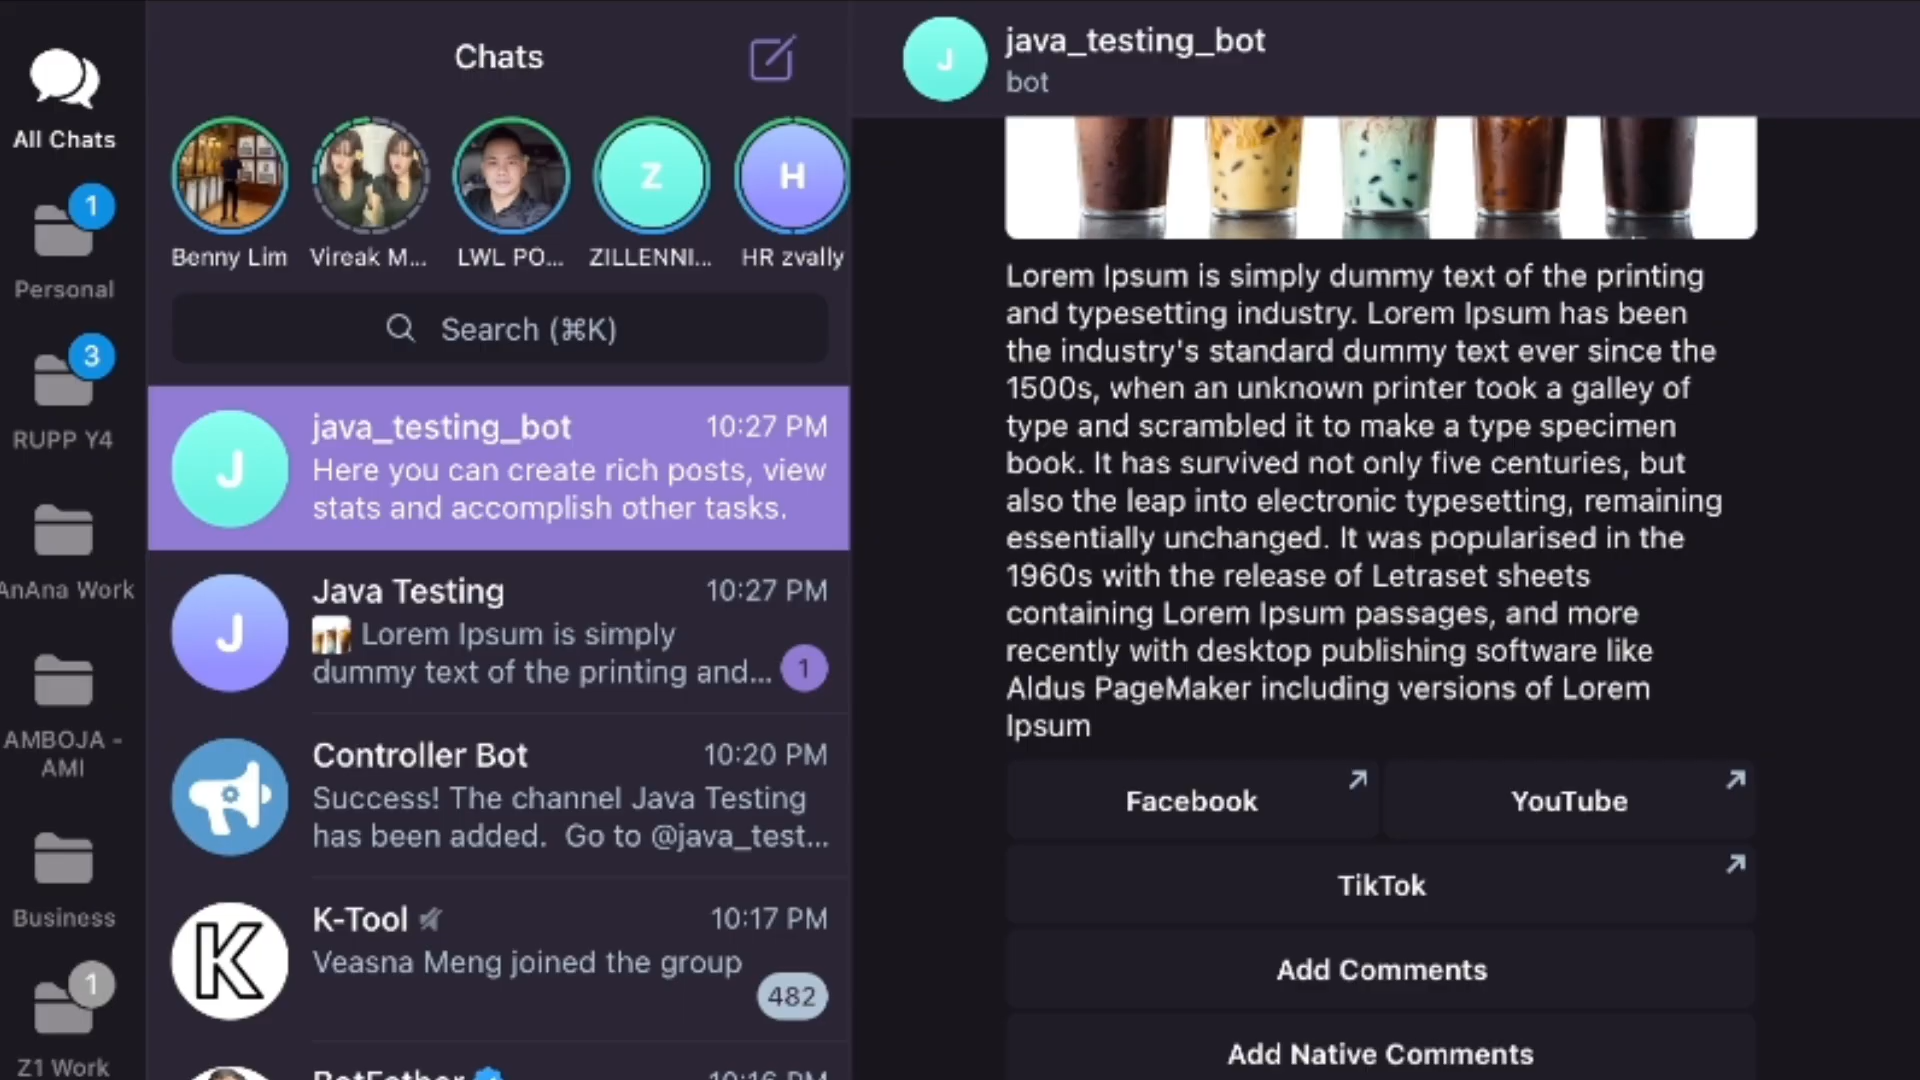 All Chats
1
Personal
3
RUPP Y4
AnAna Work
AMBOJA -
AMI
Business
1
Z1 Work
Chats
Benny Lim
Vireak M...
LWL PO...
Z
ZILLENNI...
H
HR zvally
Search (⌘K)
J
java_testing_bot
10:27 PM
Here you can create rich posts, view
stats and accomplish other tasks.
J
Java Testing
10:27 PM
Lorem Ipsum is simply
dummy text of the printing and...
1
Controller Bot
10:20 PM
Success! The channel Java Testing
has been added.  Go to @java_test...
K
K-Tool
10:17 PM
Veasna Meng joined the group
482
BotFather
10:16 PM
J
java_testing_bot
bot
Lorem Ipsum is simply dummy text of the printing
and typesetting industry. Lorem Ipsum has been
the industry's standard dummy text ever since the
1500s, when an unknown printer took a galley of
type and scrambled it to make a type specimen
book. It has survived not only five centuries, but
also the leap into electronic typesetting, remaining
essentially unchanged. It was popularised in the
1960s with the release of Letraset sheets
containing Lorem Ipsum passages, and more
recently with desktop publishing software like
Aldus PageMaker including versions of Lorem
Ipsum
Facebook
YouTube
TikTok
Add Comments
Add Native Comments